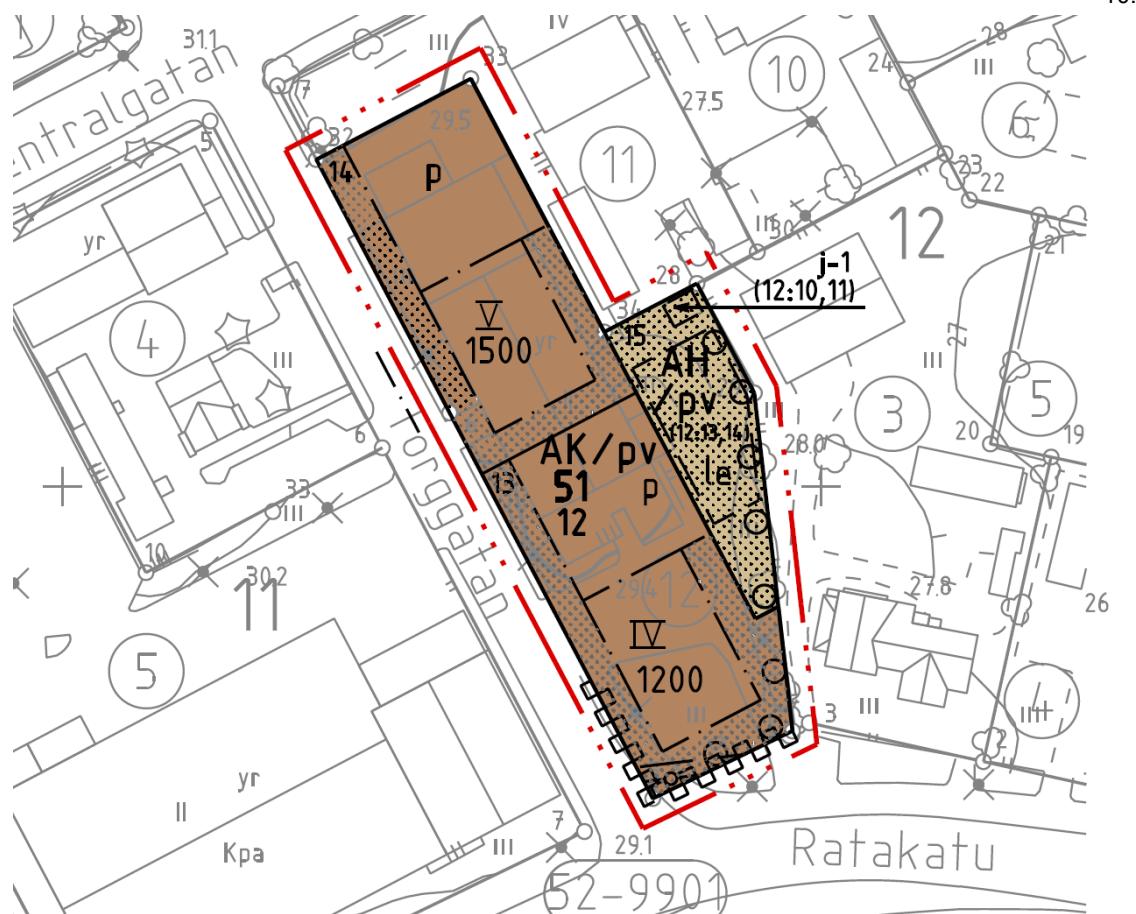 10.
IV
III
33
28
31.1
III
24
III
10
7
27.5
entralgatan
29.5
32
5
6
11
14
p
23
22
yr
30
12
21
j-1
28
(12:10,11)
27
34
15
V
4
1500
yr
AH
III
III
/pv
3
5
(12:13,14)
6
AK/pv
28.0
20
19
le
13
51
p
33
12
III
Torggatan
10
30.2
27.8
11
29.4
12
26
IV
5
1200
4
III
3
III
III
2
yr
II
7
Kpa
III
29.1
Ratakatu
52-9901